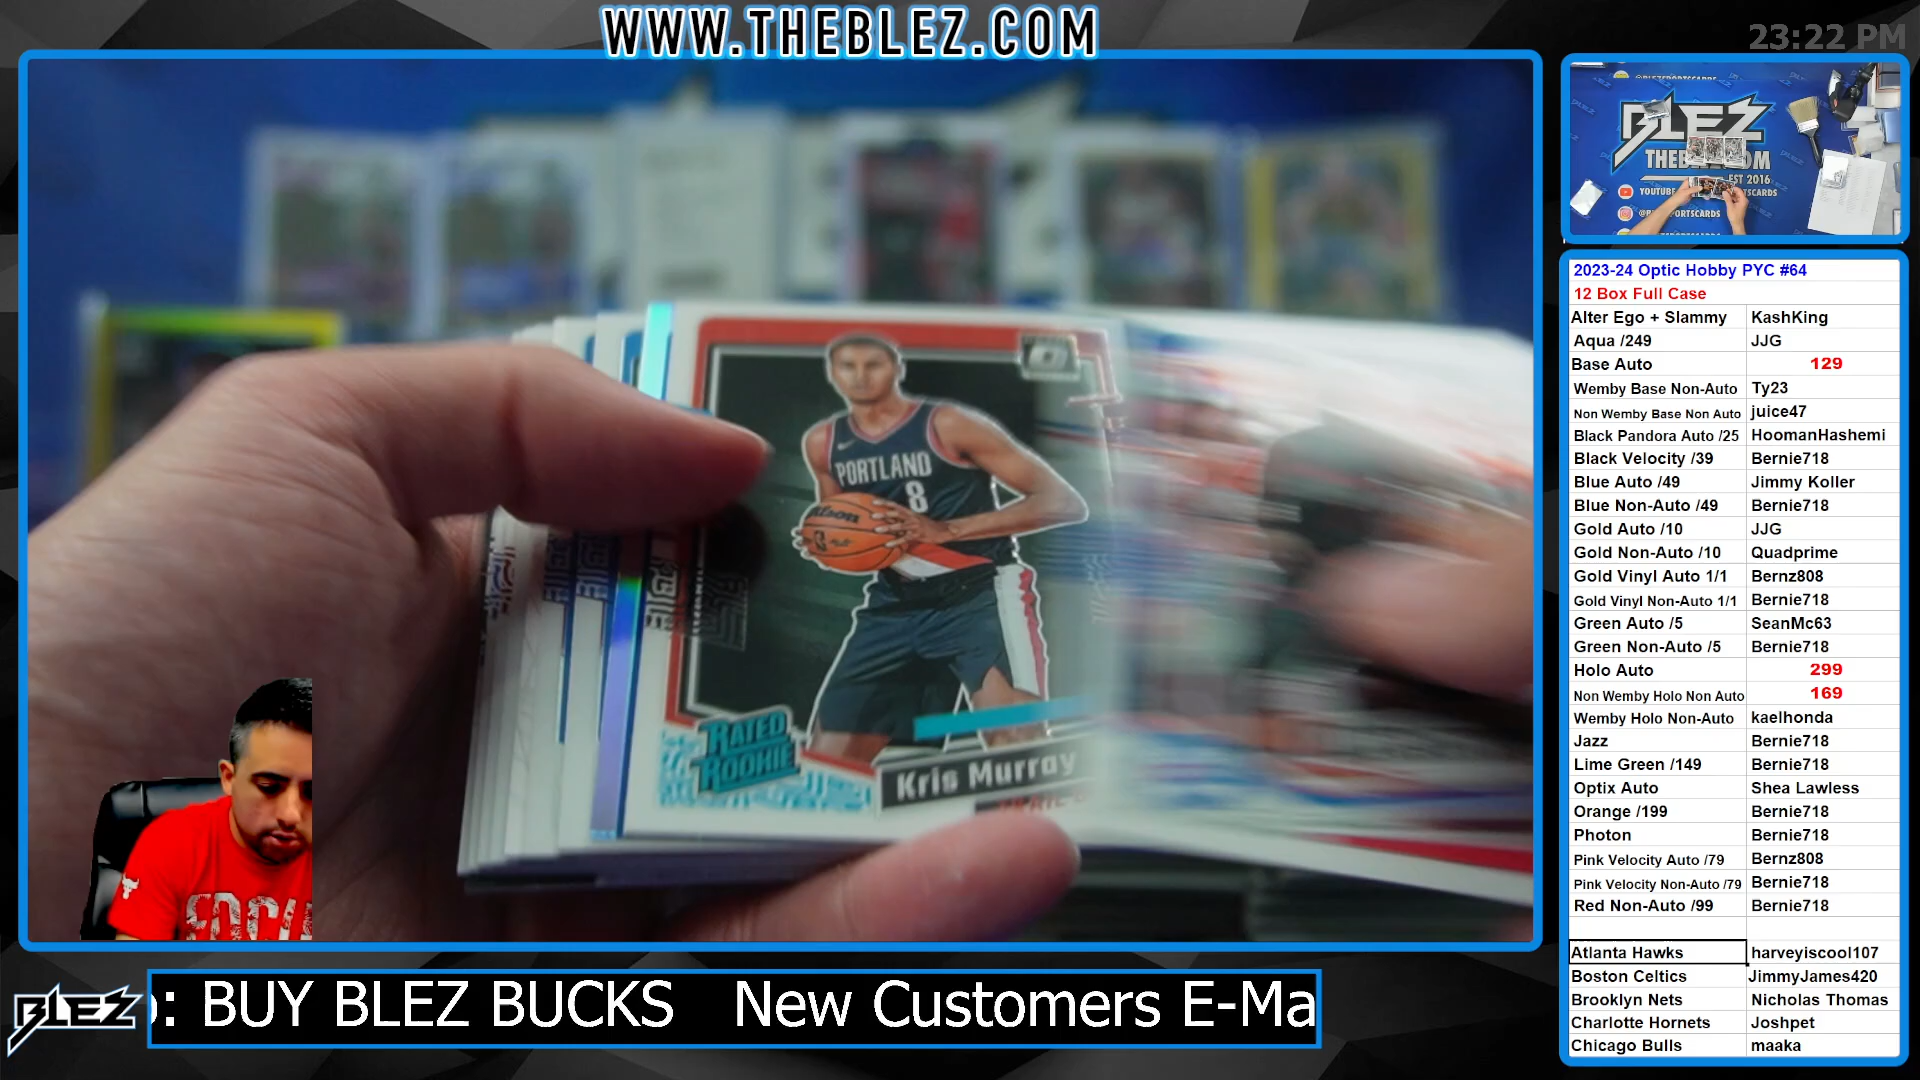 WWW.THEBLEZ.COM
23:22 PM
BLEZ
THEBLEZ.COM
EST 2016
2023-24 Optic Hobby PYC #64
12 Box Full Case
Alter Ego + Slammy KashKing
Aqua /249 JJG
Base Auto 129
Wemby Base Non-Auto Ty23
Non Wemby Base Non Auto juice47
Black Pandora Auto /25 HoomanHashemi
Black Velocity /39 Bernie718
Blue Auto /49 Jimmy Koller
Blue Non-Auto /49 Bernie718
Gold Auto /10 JJG
Gold Non-Auto /10 Quadprime
Gold Vinyl Auto 1/1 Bernz808
Gold Vinyl Non-Auto 1/1 Bernie718
Green Auto /5 SeanMc63
Green Non-Auto /5 Bernie718
Holo Auto 299
Non Wemby Holo Non Auto 169
Wemby Holo Non-Auto kaelhonda
Jazz Bernie718
Lime Green /149 Bernie718
Optix Auto Shea Lawless
Orange /199 Bernie718
Photon Bernie718
Pink Velocity Auto /79 Bernz808
Pink Velocity Non-Auto /79 Bernie718
Red Non-Auto /99 Bernie718
Atlanta Hawks harveyiscool107
Boston Celtics JimmyJames420
Brooklyn Nets Nicholas Thomas
Charlotte Hornets Joshpet
Chicago Bulls maaka
PORTLAND
8
Wilson
RATED
ROOKIE
Kris Murray
BLEZ
: BUY BLEZ BUCKS New Customers E-Ma